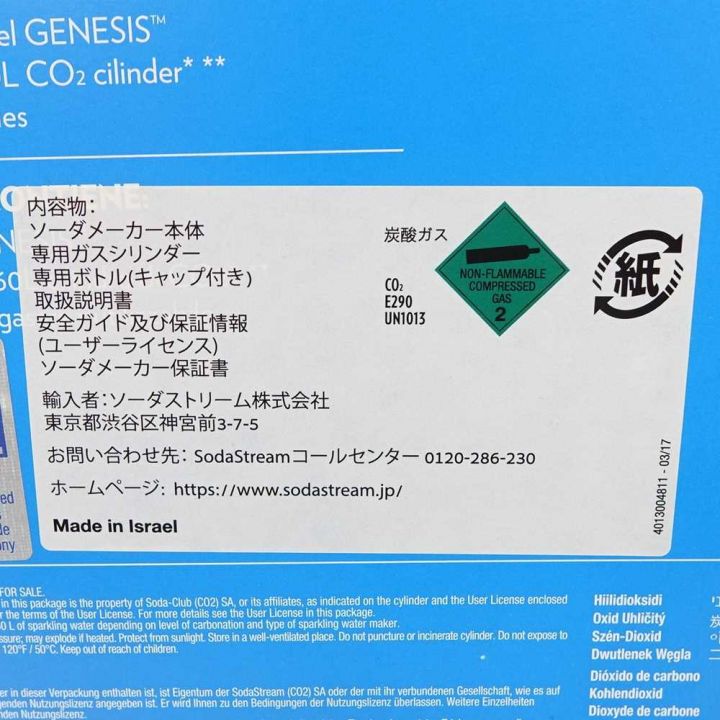 GENESIS™
L CO₂ cilinder* **
内容物:
ソーダメーカー本体
専用ガスシリンダー
専用ボトル(キャップ付き)
取扱説明書
安全ガイド及び保証情報
(ユーザーライセンス)
ソーダメーカー保証書
輸入者:ソーダストリーム株式会社
東京都渋谷区神宮前3-7-5
お問い合わせ先: SodaStreamコールセンター 0120-286-230
ホームページ: https://www.sodastream.jp/
Made in Israel
炭酸ガス
CO₂
E290
UN1013
NON-FLAMMABLE
COMPRESSED
GAS
2
紙
4013004811 - 03/17
FOR SALE.
in this package is the property of Soda-Club (CO2) SA, or its affiliates, as indicated on the cylinder and the User License enclosed
the terms of the User License. For more details see the User License in this package.
L of sparkling water depending on level of carbonation and type of sparkling water maker.
may explode if heated. Protect from sunlight. Store in a well-ventilated place. Do not puncture or incinerate cylinder. Do not expose to
120°F / 50°C. Keep out of reach of children.
in dieser Verpackung enthalten ist, ist Eigentum der SodaStream (CO2) SA oder der mit ihr verbundenen Gesellschaft, wie es auf
Nutzungslizenz angegeben ist. Er wird Ihnen zu den Bedingungen der Nutzungslizenz überlassen. Weitere Einzelheiten
Nutzungslizenz.
Hiilidioksidi
Oxid Uhličitý
Szén-Dioxid
Dwutlenek Węgla
Dióxido de carbono
Kohlendioxid
Dioxyde de carbone